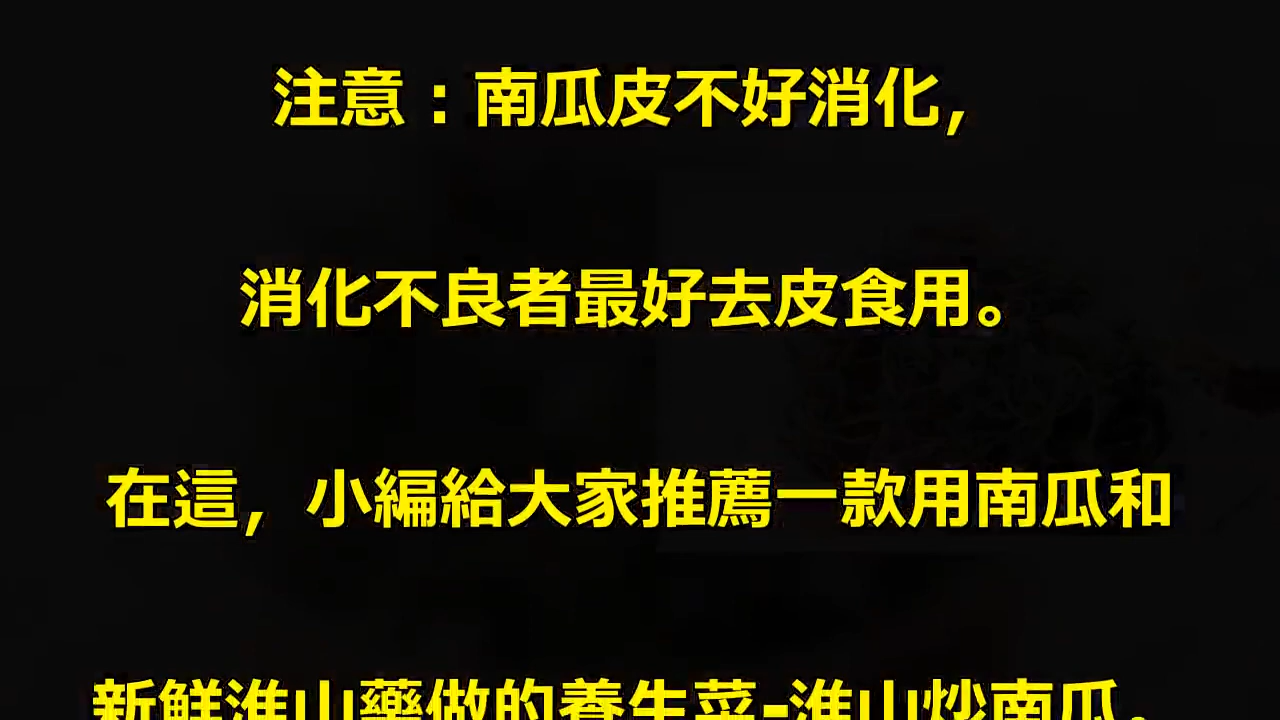 注意：南瓜皮不好消化，
消化不良者最好去皮食用。
在這，小編給大家推薦一款用南瓜和
新鮮淮山藥做的養生菜-淮山炒南瓜。